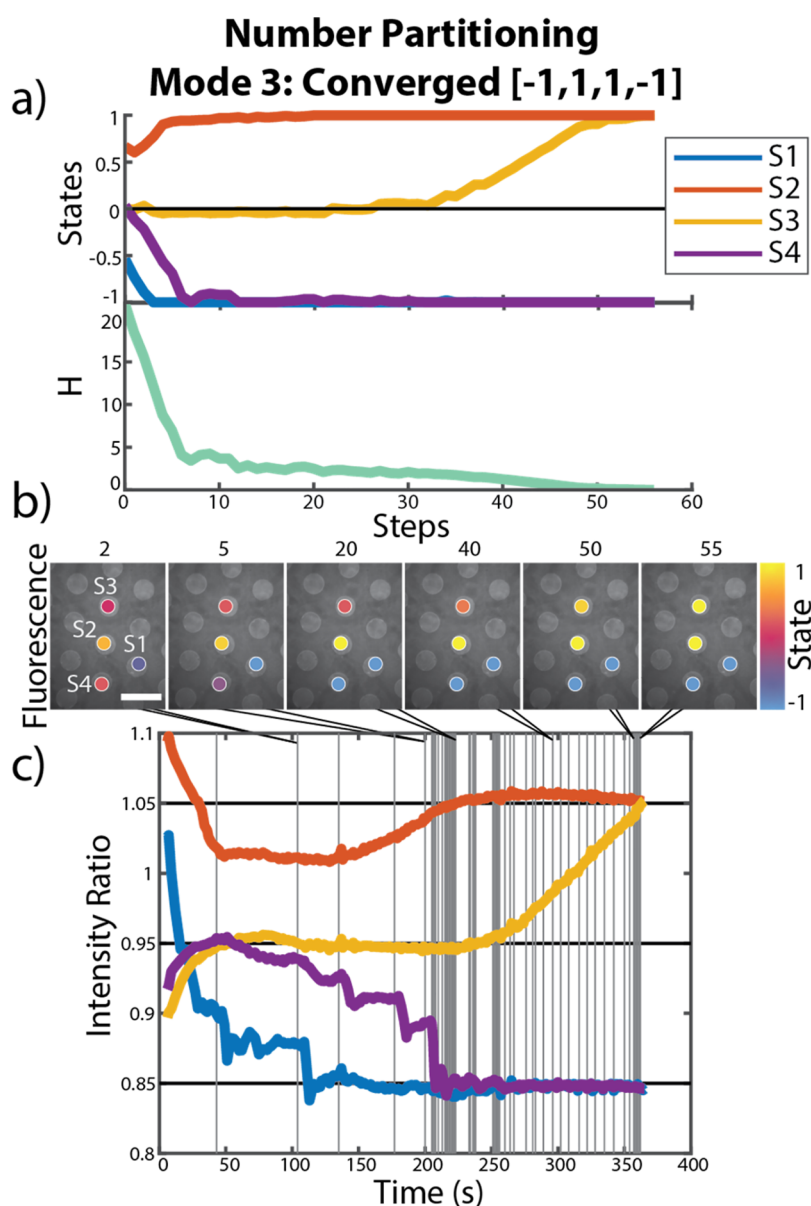 Number Partitioning
Mode 3: Converged [-1,1,1,-1]
a)
States
1
0.5
0
-0.5
-1
S1
S2
S3
S4
H
20
15
10
5
0
0 10 20 30 40 50 60
Steps
b)
Fluorescence
2 5 20 40 50 55
S3
S2
S1
S4
1
State
-1
c)
Intensity Ratio
1.1
1.05
1
0.95
0.9
0.85
0.8
0 50 100 150 200 250 300 350 400
Time (s)